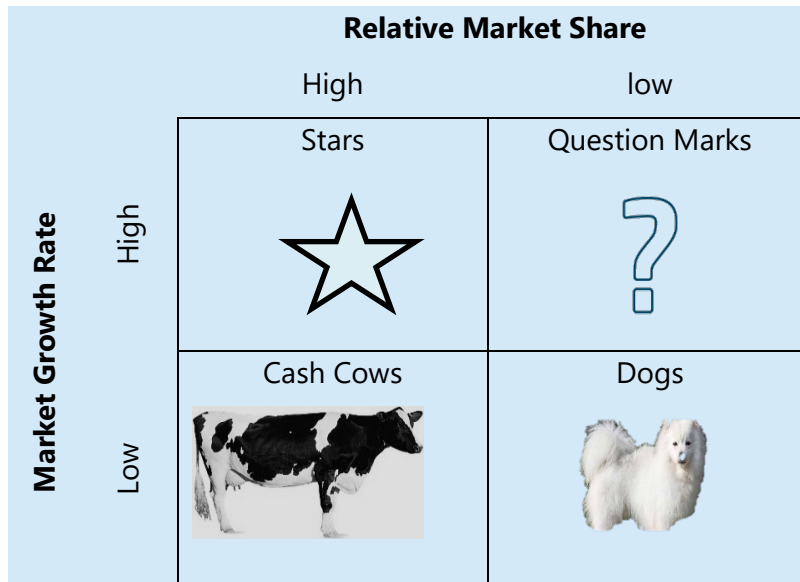 Relative Market Share
High low
Stars Question Marks
?
Market Growth Rate
High
Cash Cows Dogs
Low